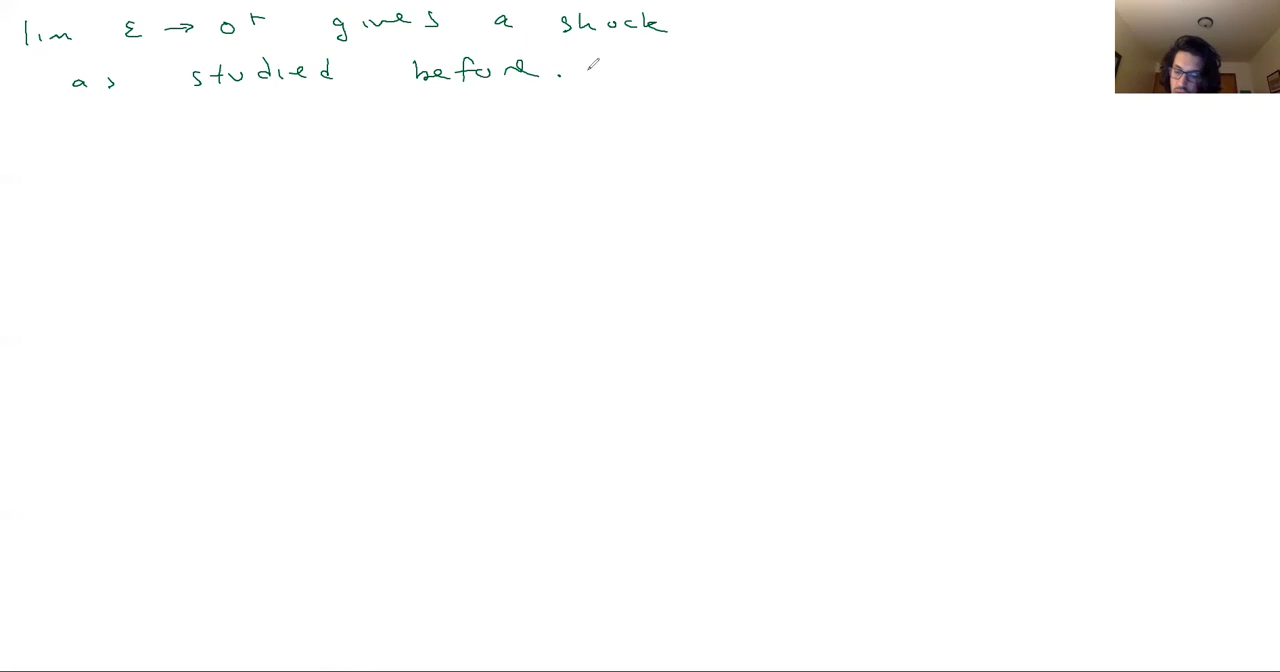 lim ε → 0⁺ gives a shock
as studied before.